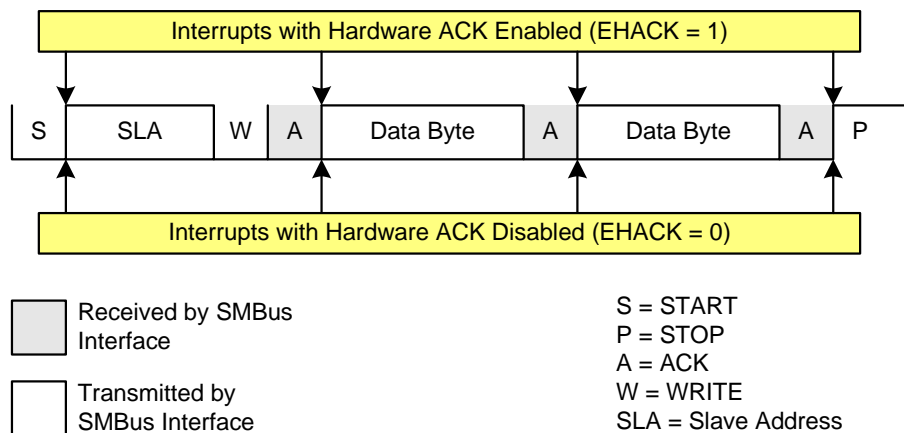 Interrupts with Hardware ACK Enabled (EHACK = 1)
S SLA W A Data Byte A Data Byte A P
Interrupts with Hardware ACK Disabled (EHACK = 0)
Received by SMBus
Interface
Transmitted by
SMBus Interface
S = START
P = STOP
A = ACK
W = WRITE
SLA = Slave Address